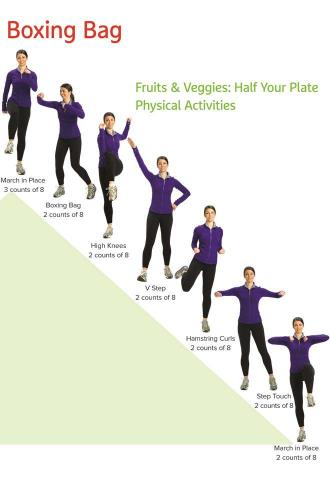 Boxing Bag
Fruits & Veggies: Half Your Plate
Physical Activities
March in Place
3 counts of 8
Boxing Bag
2 counts of 8
High Knees
2 counts of 8
V Step
2 counts of 8
Hamstring Curls
2 counts of 8
Step Touch
2 counts of 8
March in Place
2 counts of 8